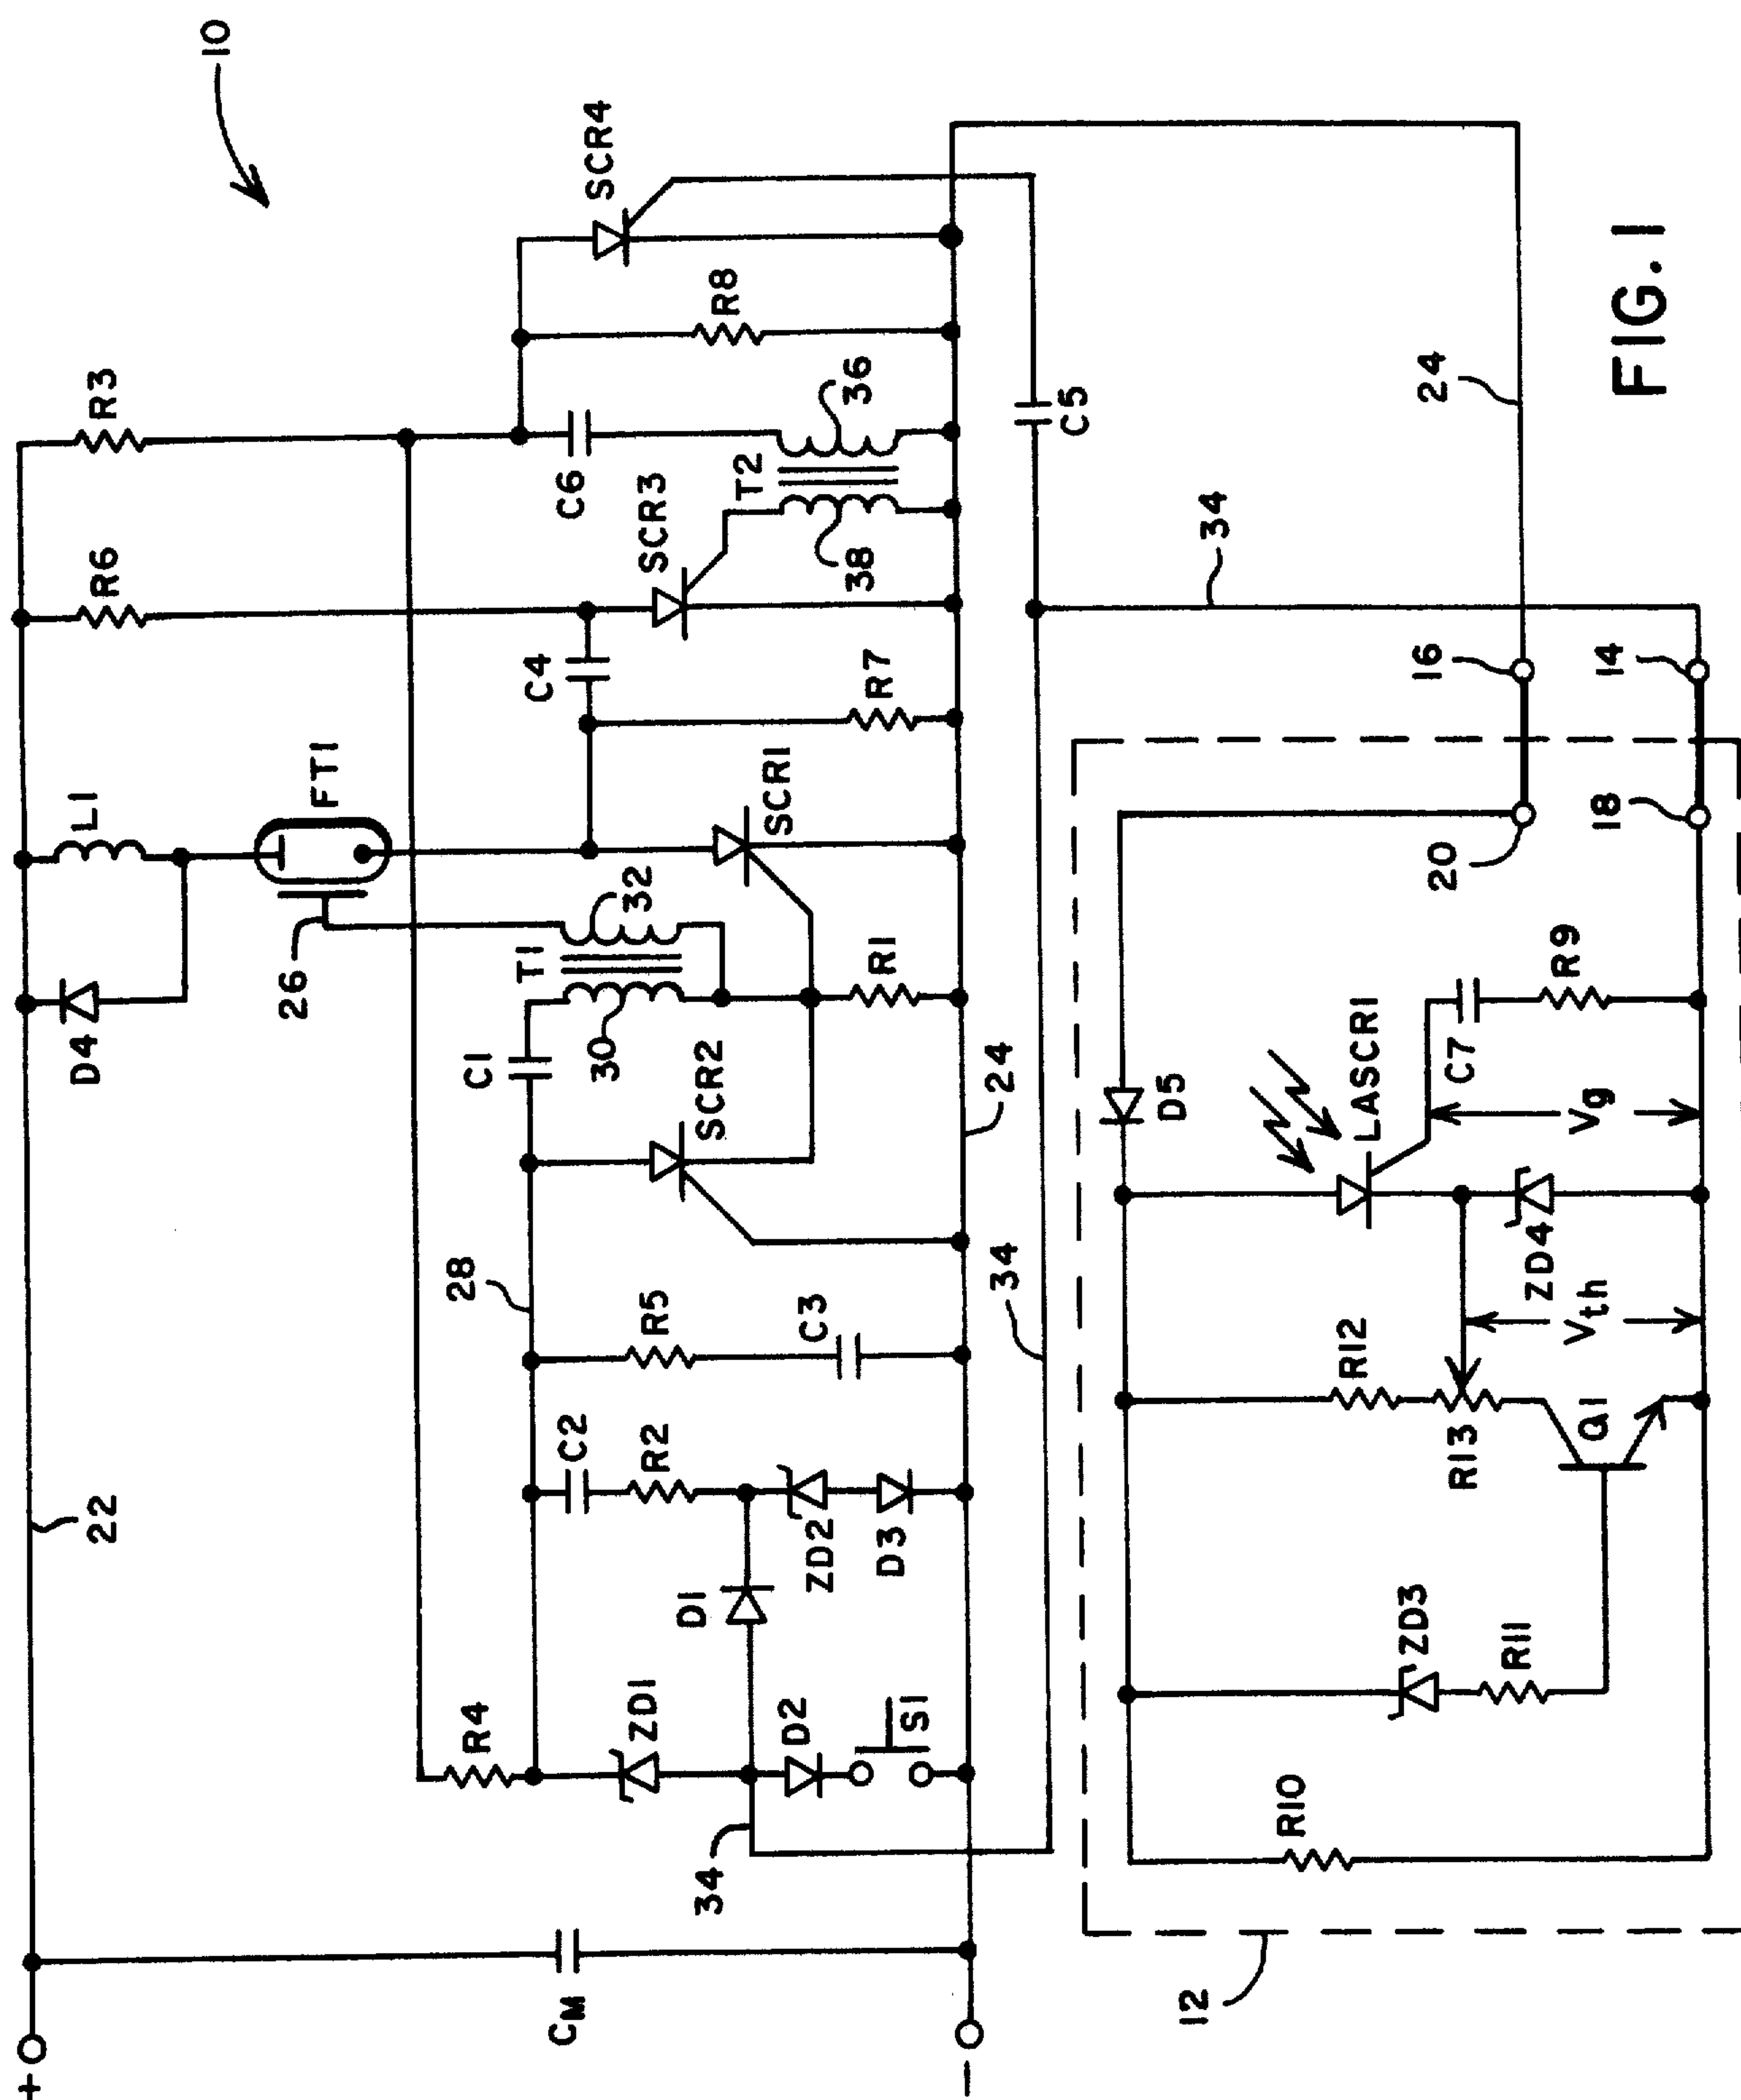 10
+
22
D4
L1
R6
R3
FT1
26
CM
R4
28
C1
T1
30
32
C4
SCR3
C6
SCR4
ZD1
C2
R2
R5
SCR2
SCR1
T2
R8
D1
34
D2
S1
ZD2
D3
C3
R1
R7
38
36
−
24
34
C5
34
12
D5
20
16
24
R10
ZD3
R11
R12
R13
Q1
LASCR1
Vth
ZD4
Vg
C7
R9
18
14
FIG. 1